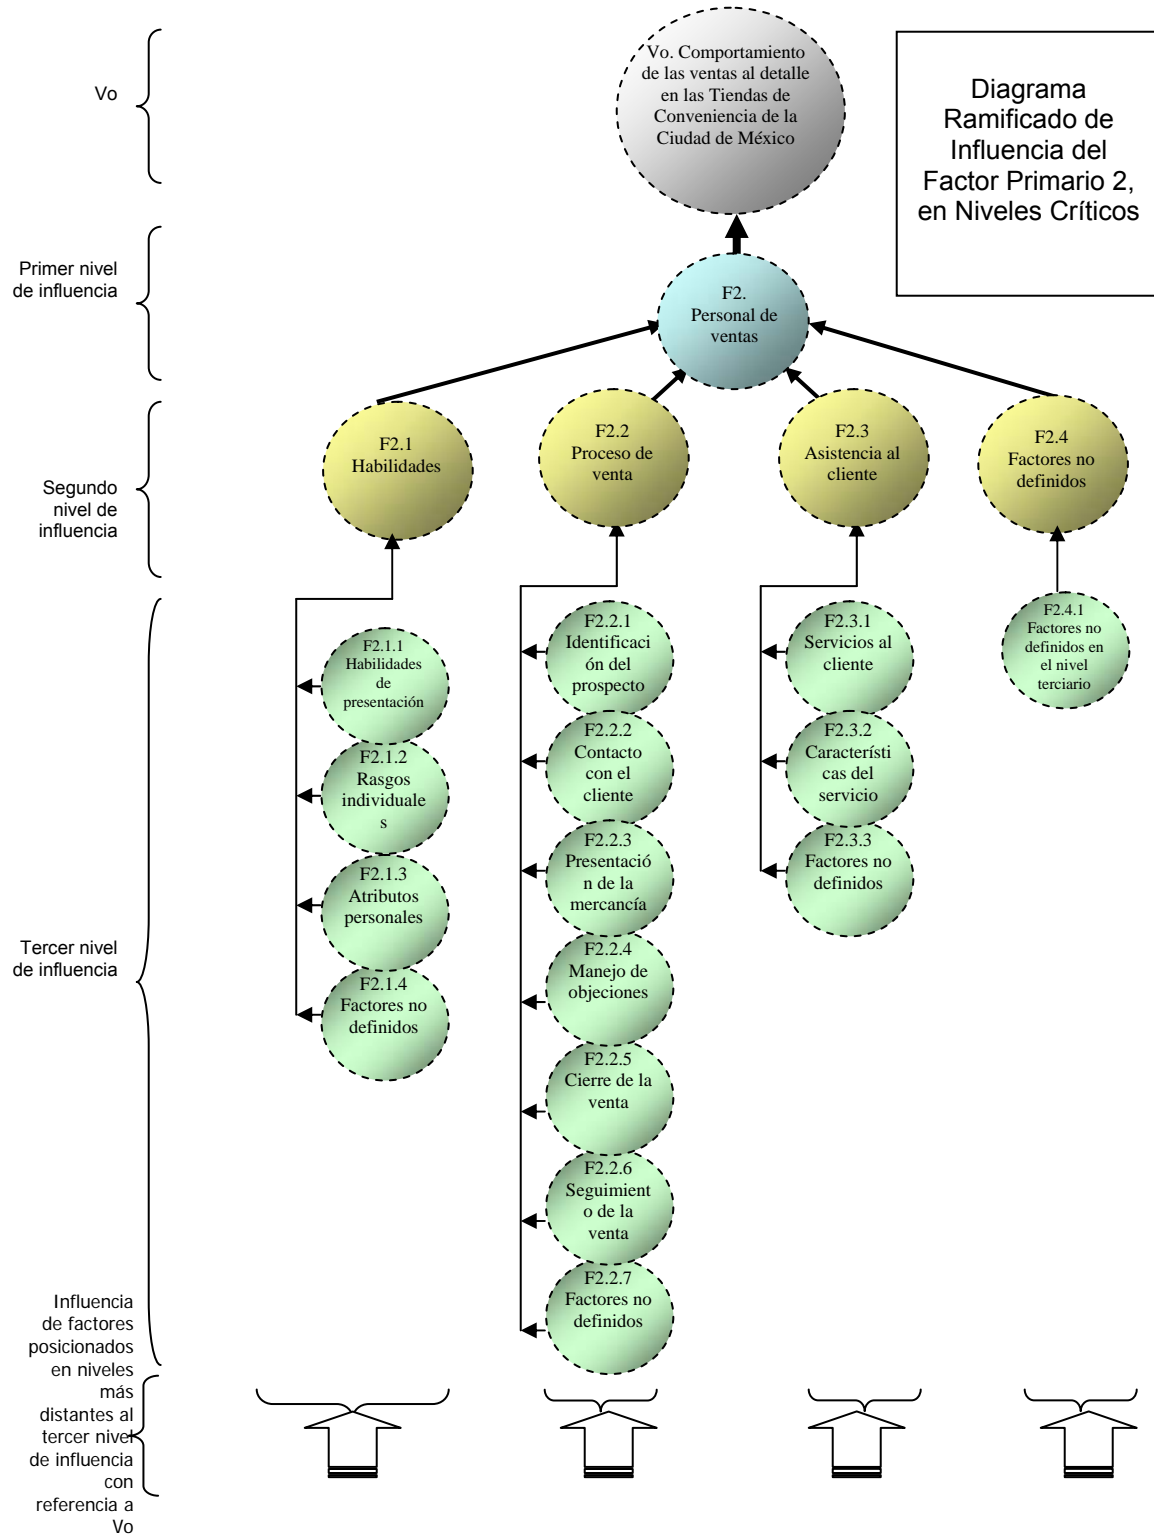 Vo
Vo. Comportamiento
de las ventas al detalle
en las Tiendas de
Conveniencia de la
Ciudad de México
Diagrama
Ramificado de
Influencia del
Factor Primario 2,
en Niveles Críticos
Primer nivel
de influencia
F2.
Personal de
ventas
Segundo
nivel de
influencia
F2.1
Habilidades
F2.2
Proceso de
venta
F2.3
Asistencia al
cliente
F2.4
Factores no
definidos
Tercer nivel
de influencia
F2.1.1
Habilidades
de
presentación
F2.1.2
Rasgos
individuale
s
F2.1.3
Atributos
personales
F2.1.4
Factores no
definidos
F2.2.1
Identificaci
ón del
prospecto
F2.2.2
Contacto
con el
cliente
F2.2.3
Presentació
n de la
mercancía
F2.2.4
Manejo de
objeciones
F2.2.5
Cierre de la
venta
F2.2.6
Seguimient
o de la
venta
F2.2.7
Factores no
definidos
F2.3.1
Servicios al
cliente
F2.3.2
Característi
cas del
servicio
F2.3.3
Factores no
definidos
F2.4.1
Factores no
definidos en
el nivel
terciario
Influencia
de factores
posicionados
en niveles
más
distantes al
tercer nivel
de influencia
con
referencia a
Vo